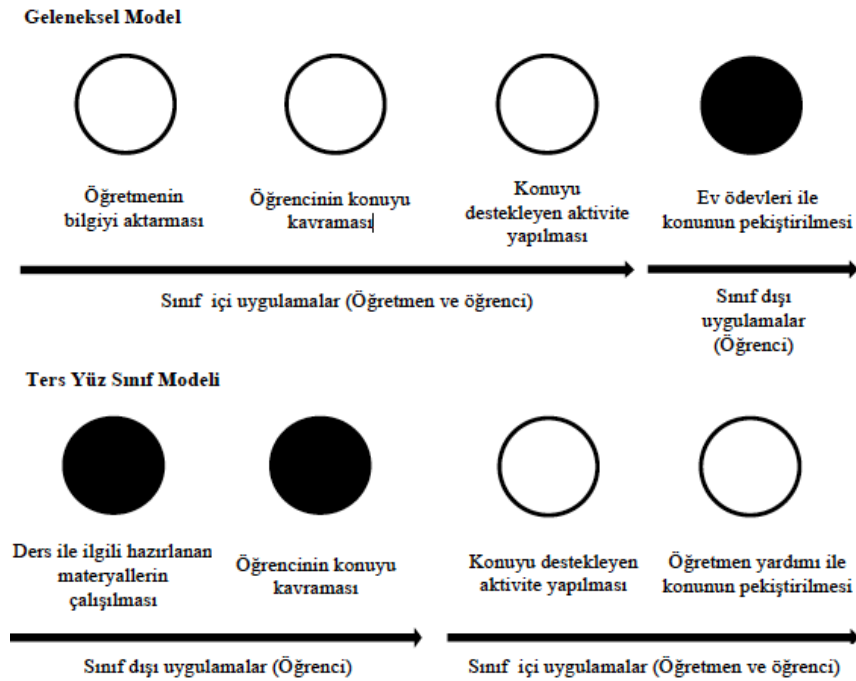 Geleneksel Model
Öğretmenin
bilgiyi aktarması
Öğrencinin konuyu
kavraması
Konuyu
destekleyen aktivite
yapılması
Ev ödevleri ile
konunun pekiştirilmesi
Sınıf içi uygulamalar (Öğretmen ve öğrenci)
Sınıf dışı
uygulamalar
(Öğrenci)
Ters Yüz Sınıf Modeli
Ders ile ilgili hazırlanan
materyallerin
çalışılması
Öğrencinin konuyu
kavraması
Konuyu destekleyen
aktivite yapılması
Öğretmen yardımı ile
konunun pekiştirilmesi
Sınıf dışı uygulamalar (Öğrenci)
Sınıf içi uygulamalar (Öğretmen ve öğrenci)